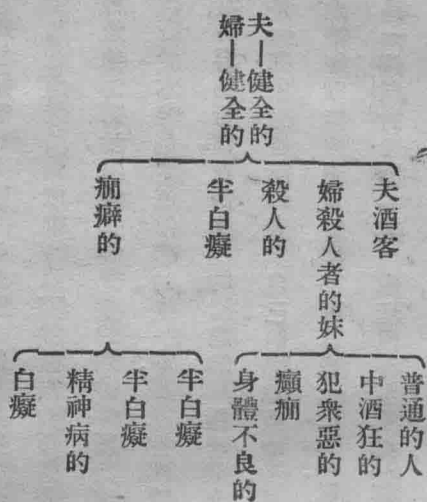 夫—健全的
婦—健全的
夫酒客
婦殺人者的妹
殺人的
半白癡
癇癖的
普通的人
中酒狂的
犯衆惡的
癲癇
身體不良的
半白癡
半白癡
精神病的
白癡